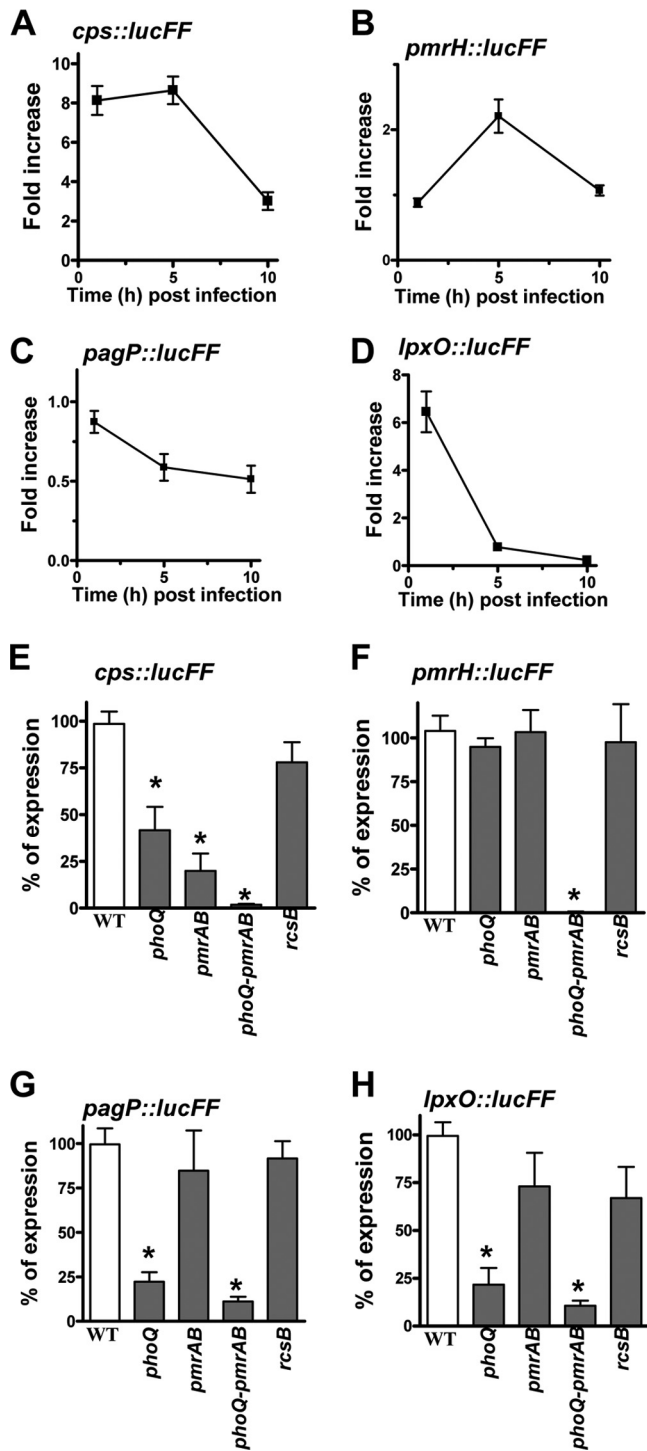 A
cps::lucFF
Fold increase
10
8
6
4
2
0
0
5
10
Time (h) post infection
B
pmrH::lucFF
Fold increase
2
1
0
0
5
10
Time (h) post infection
C
pagP::lucFF
Fold increase
1.0
0.5
0.0
0
5
10
Time (h) post infection
D
lpxO::lucFF
Fold increase
8
6
4
2
0
0
5
10
Time (h) post infection
E
cps::lucFF
% of expression
100
75
50
25
0
*
*
*
WT
phoQ
pmrAB
phoQ-pmrAB
rcsB
F
pmrH::lucFF
% of expression
100
75
50
25
0
*
WT
phoQ
pmrAB
phoQ-pmrAB
rcsB
G
pagP::lucFF
% of expression
100
75
50
25
0
*
*
WT
phoQ
pmrAB
phoQ-pmrAB
rcsB
H
lpxO::lucFF
% of expression
100
75
50
25
0
*
*
WT
phoQ
pmrAB
phoQ-pmrAB
rcsB